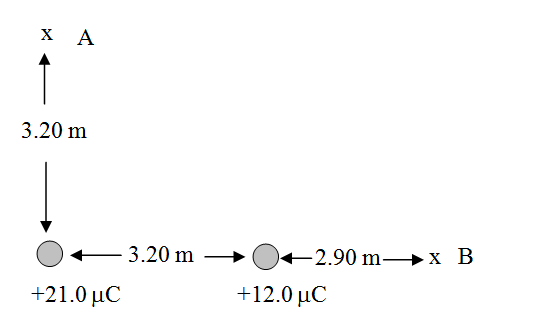 x A
3.20 m
3.20 m 2.90 m x B
+21.0 μC +12.0 μC